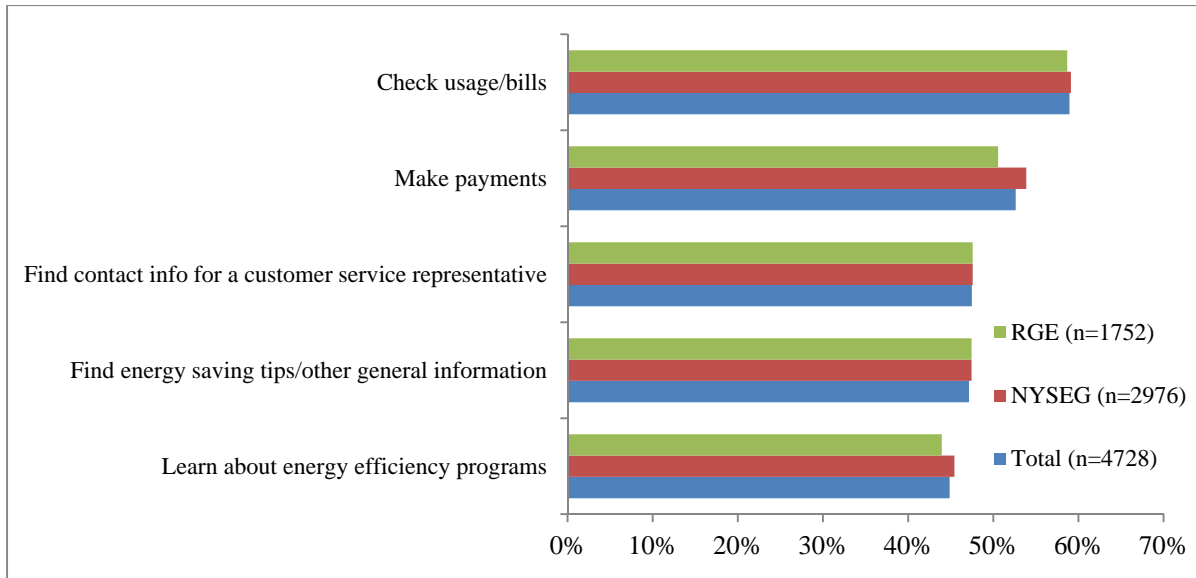 Check usage/bills
Make payments
Find contact info for a customer service representative
Find energy saving tips/other general information
Learn about energy efficiency programs
RGE (n=1752)
NYSEG (n=2976)
Total (n=4728)
0% 10% 20% 30% 40% 50% 60% 70%